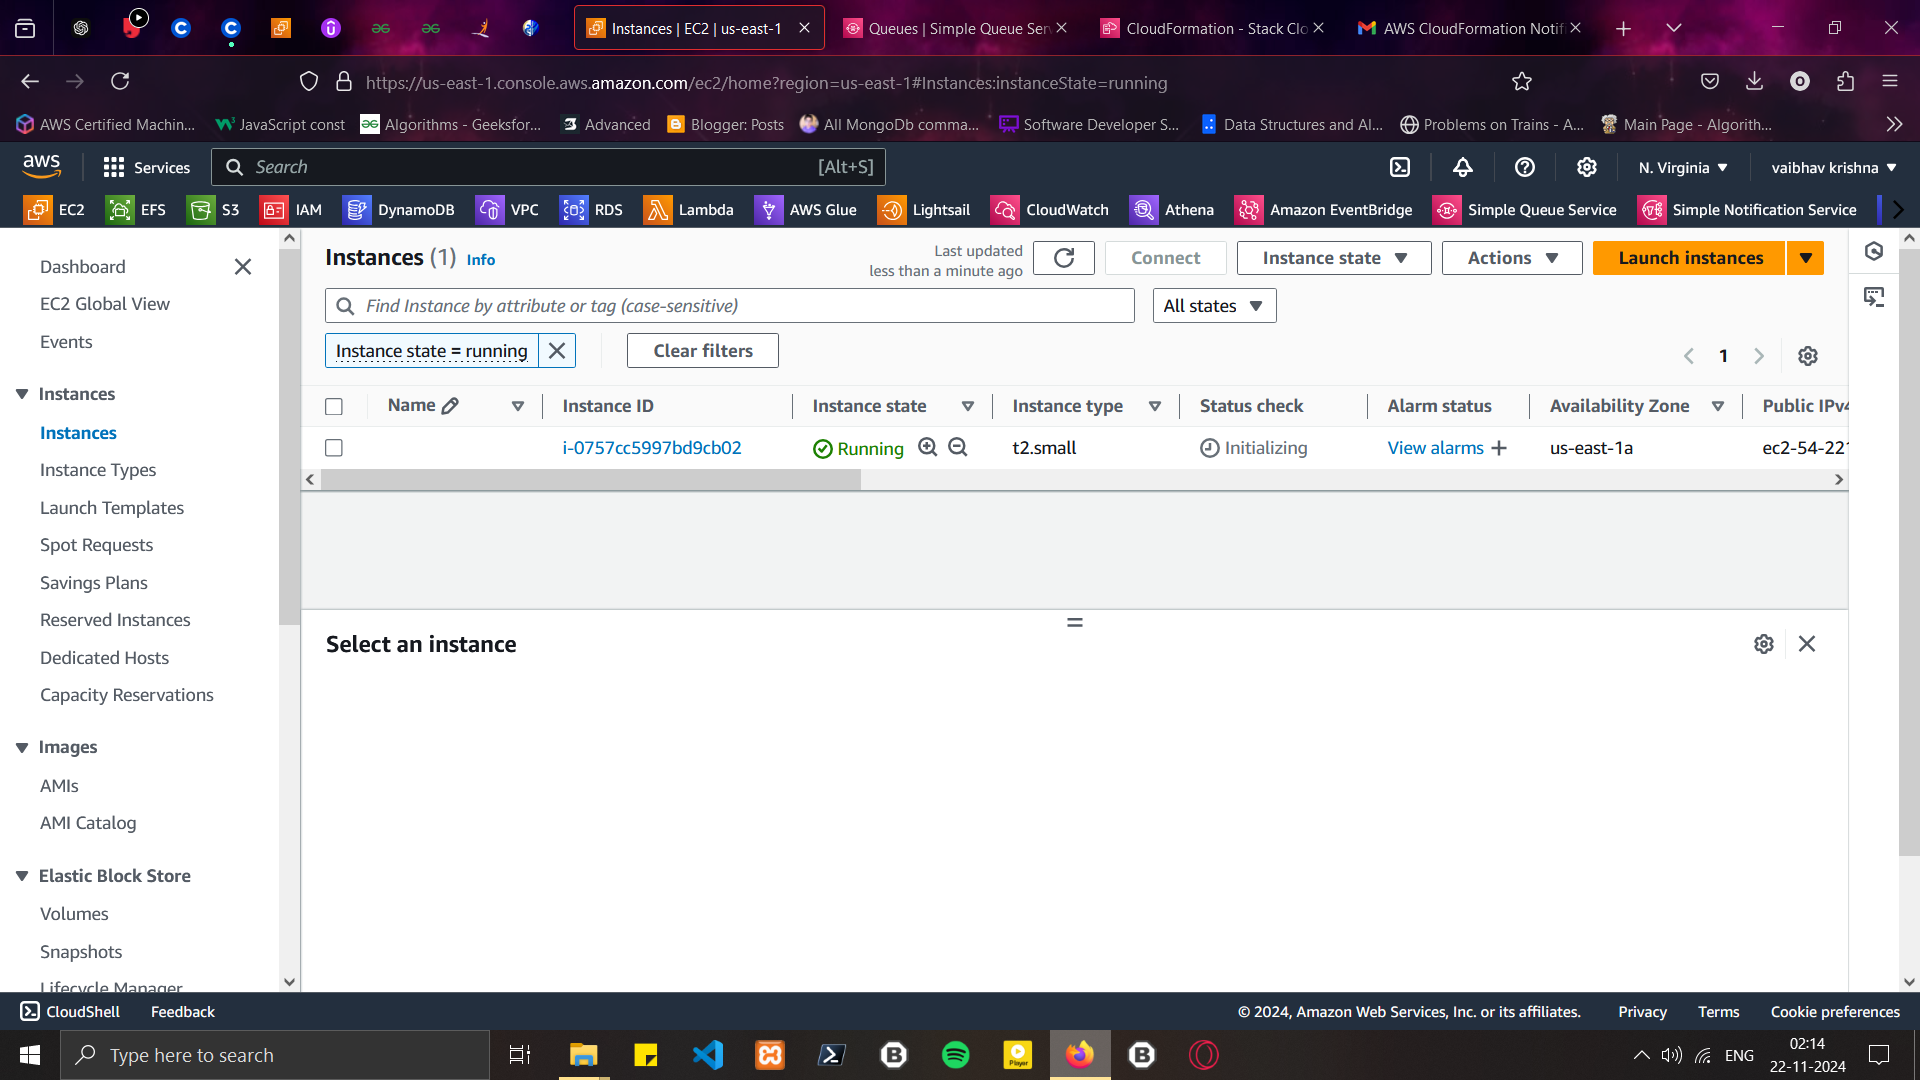 Instances | EC2 | us-east-1
Queues | Simple Queue Ser
CloudFormation - Stack Clo
AWS CloudFormation Notifi
https://us-east-1.console.aws.amazon.com/ec2/home?region=us-east-1#Instances:instanceState=running
AWS Certified Machin...
JavaScript const
Algorithms - Geeksfor...
Advanced
Blogger: Posts
All MongoDb comma...
Software Developer S...
Data Structures and Al...
Problems on Trains - A...
Main Page - Algorith...
aws
Services
Search
[Alt+S]
N. Virginia
vaibhav krishna
EC2
EFS
S3
IAM
DynamoDB
VPC
RDS
Lambda
AWS Glue
Lightsail
CloudWatch
Athena
Amazon EventBridge
Simple Queue Service
Simple Notification Service
Dashboard
EC2 Global View
Events
Instances
Instances
Instance Types
Launch Templates
Spot Requests
Savings Plans
Reserved Instances
Dedicated Hosts
Capacity Reservations
Images
AMIs
AMI Catalog
Elastic Block Store
Volumes
Snapshots
Lifecycle Manager
Instances (1) Info
Last updated
less than a minute ago
Connect
Instance state
Actions
Launch instances
Find Instance by attribute or tag (case-sensitive)
All states
Instance state = running
Clear filters
1
Name
Instance ID
Instance state
Instance type
Status check
Alarm status
Availability Zone
Public IPv4
i-0757cc5997bd9cb02
Running
t2.small
Initializing
View alarms +
us-east-1a
ec2-54-221
Select an instance
CloudShell
Feedback
© 2024, Amazon Web Services, Inc. or its affiliates.
Privacy
Terms
Cookie preferences
Type here to search
Player
ENG
02:14
22-11-2024